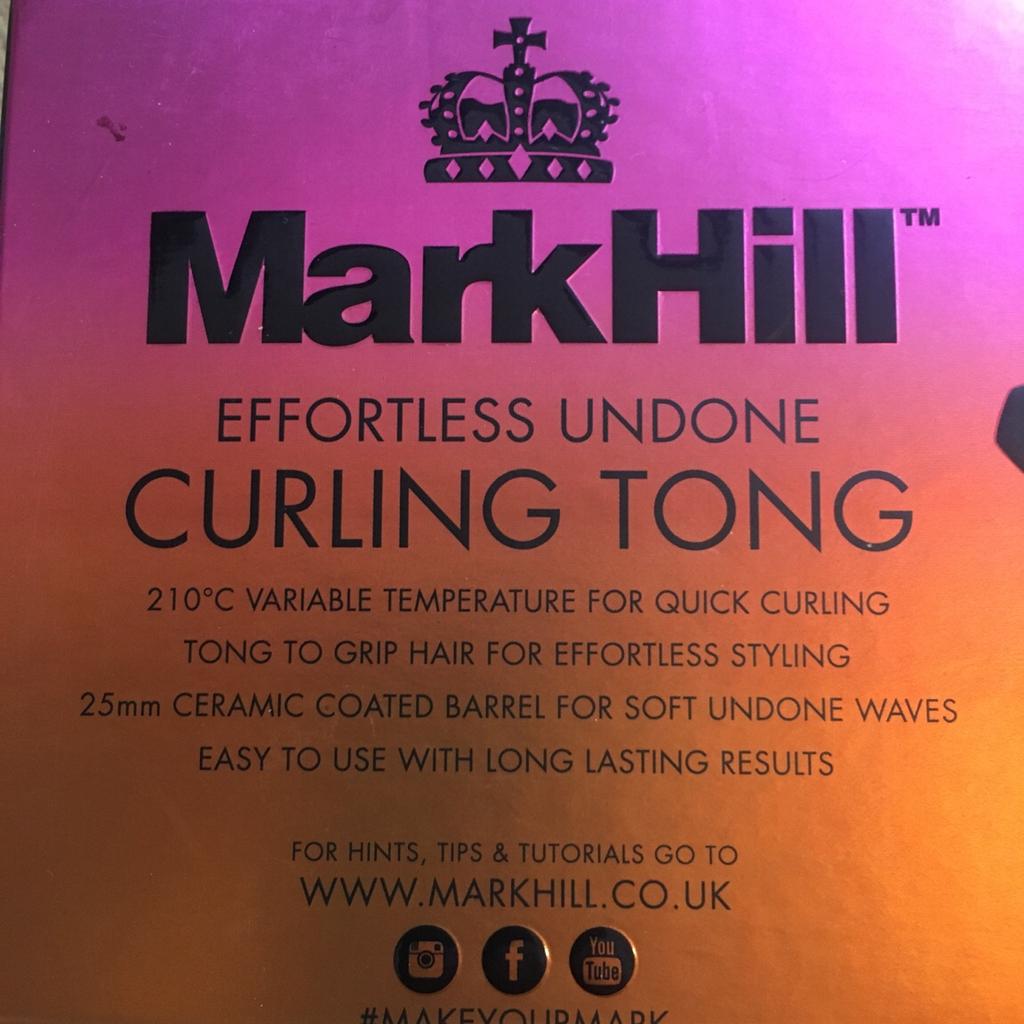 MarkHill™
EFFORTLESS UNDONE
CURLING TONG
210°C VARIABLE TEMPERATURE FOR QUICK CURLING
TONG TO GRIP HAIR FOR EFFORTLESS STYLING
25mm CERAMIC COATED BARREL FOR SOFT UNDONE WAVES
EASY TO USE WITH LONG LASTING RESULTS
FOR HINTS, TIPS & TUTORIALS GO TO
WWW.MARKHILL.CO.UK
f You Tube
#MAKEYOURMARK